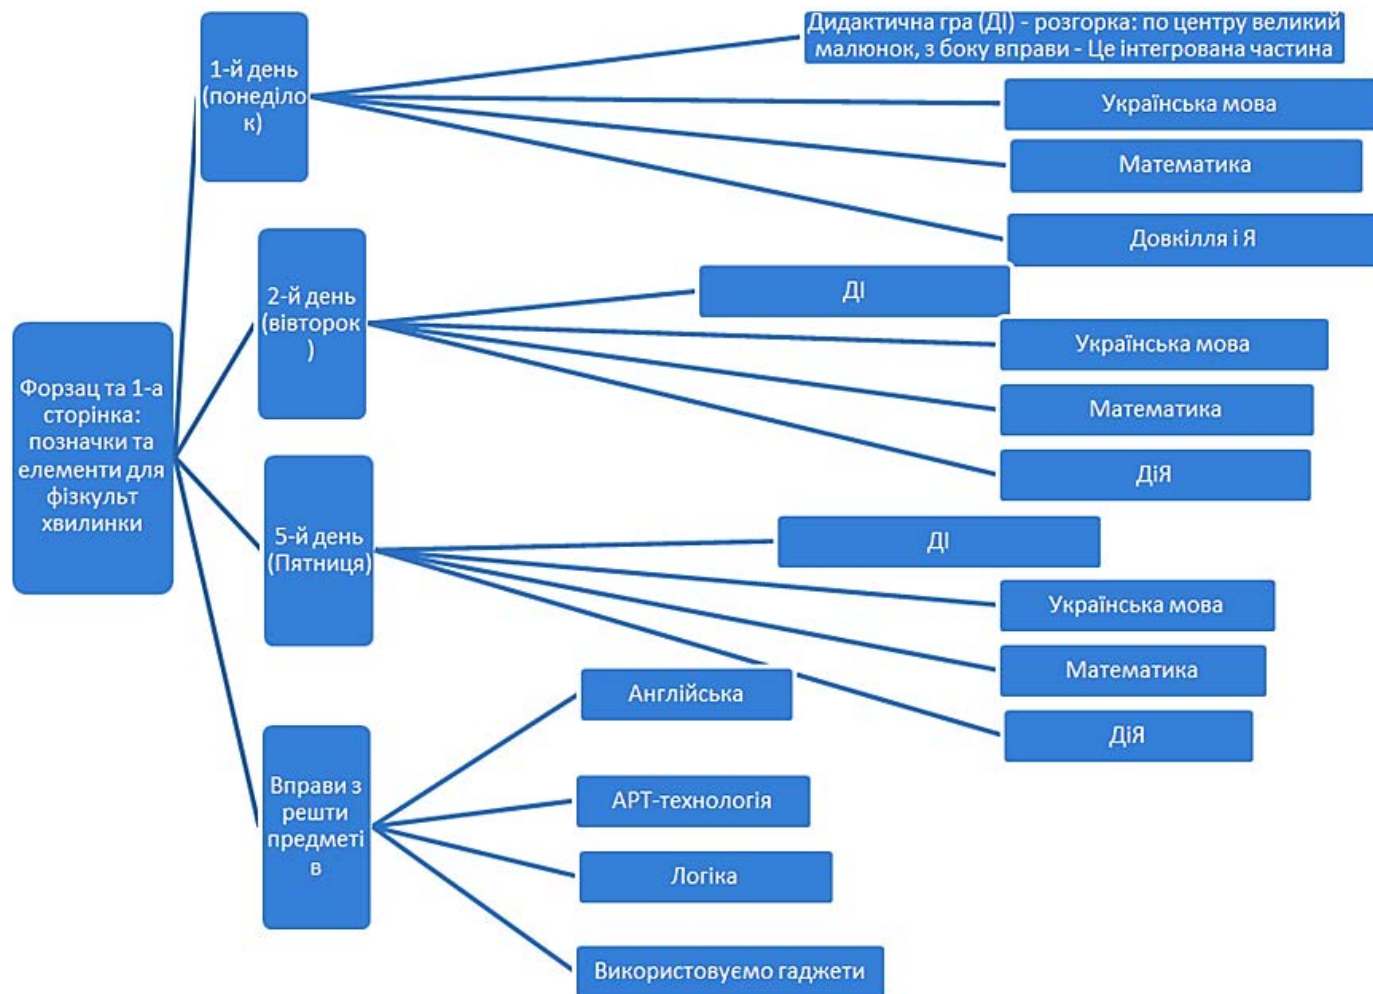 Форзац та 1-а
сторінка:
позначки та
елементи для
фізкульт
хвилинки
1-й день
(понеділо
к)
Дидактична гра (ДІ) - розгорка: по центру великий
малюнок, з боку вправи - Це інтегрована частина
Українська мова
Математика
Довкілля і Я
2-й день
(вівторок
)
ДІ
Українська мова
Математика
ДіЯ
5-й день
(Пятниця)
ДІ
Українська мова
Математика
ДіЯ
Вправи з
решти
предметі
в
Англійська
АРТ-технологія
Логіка
Використовуємо гаджети